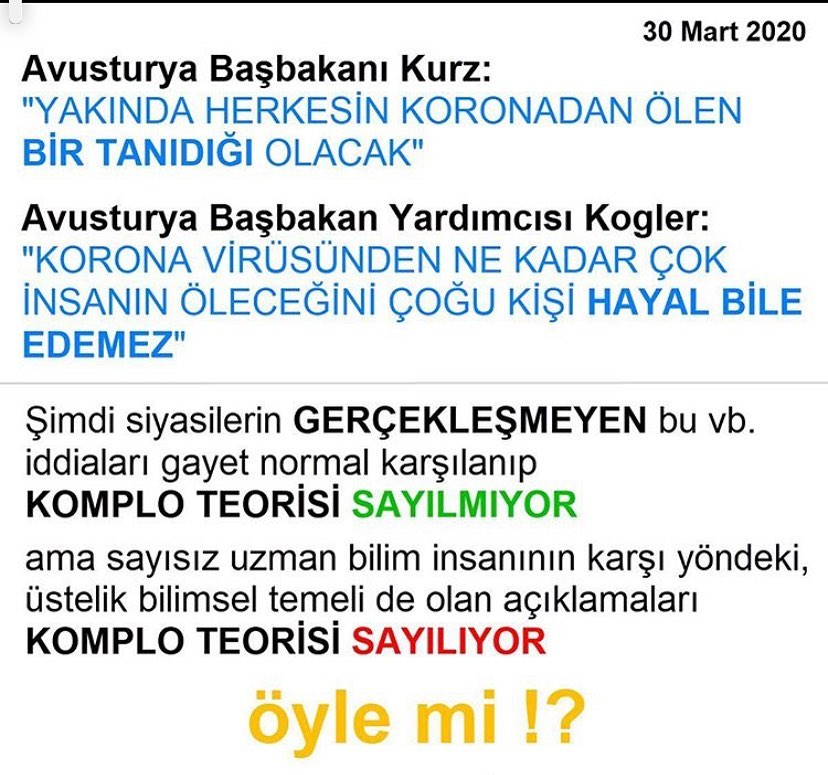 30 Mart 2020
Avusturya Başbakanı Kurz:
"YAKINDA HERKESİN KORONADAN ÖLEN
BİR TANIDIĞI OLACAK"
Avusturya Başbakan Yardımcısı Kogler:
"KORONA VİRÜSÜNDEN NE KADAR ÇOK
İNSANIN ÖLECEĞİNİ ÇOĞU KİŞİ HAYAL BİLE
EDEMEZ"
Şimdi siyasilerin GERÇEKLEŞMEYEN bu vb.
iddiaları gayet normal karşılanıp
KOMPLO TEORİSİ SAYILMIYOR
ama sayısız uzman bilim insanının karşı yöndeki,
üstelik bilimsel temeli de olan açıklamaları
KOMPLO TEORİSİ SAYILIYOR
öyle mi !?